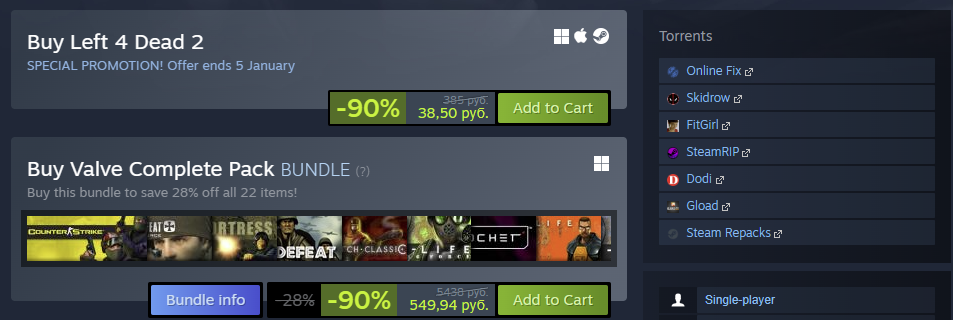 Buy Left 4 Dead 2
SPECIAL PROMOTION! Offer ends 5 January
-90%
385 руб.
38,50 руб.
Add to Cart
Buy Valve Complete Pack BUNDLE (?)
Buy this bundle to save 28% off all 22 items!
COUNTER STRIKE
EAT
RTRESS
DEFEAT
CH-CLASSIC
-LIFE
CHET
LIFE
Bundle info
-28%
-90%
5438 руб.
549,94 руб.
Add to Cart
Torrents
Online Fix
Skidrow
FitGirl
SteamRIP
Dodi
Gload
Steam Repacks
Single-player